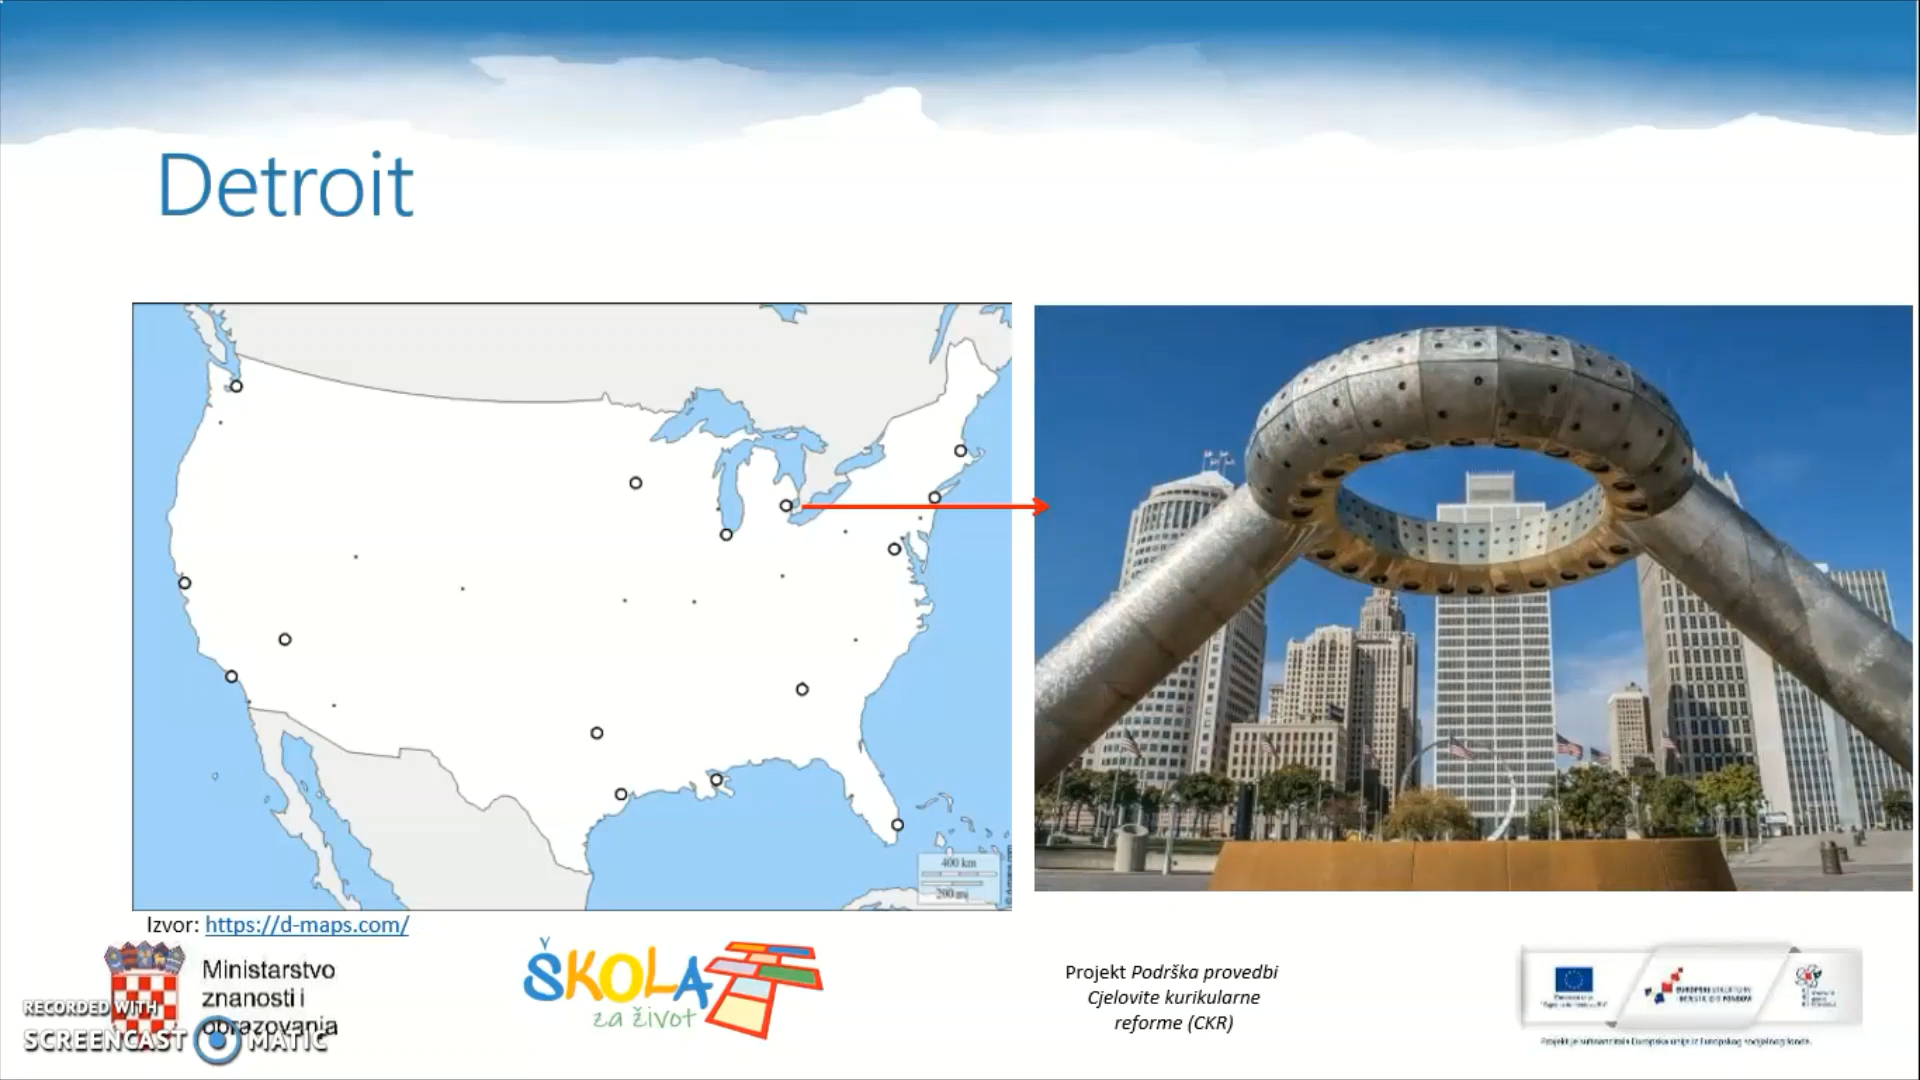 Detroit
400 km
200 mi
Izvor: https://d-maps.com/
Ministarstvo
znanosti i
obrazovanja
RECORDED WITH
SCREENCAST MATIC
ŠKOLA
za život
Projekt Podrška provedbi
Cjelovite kurikularne
reforme (CKR)